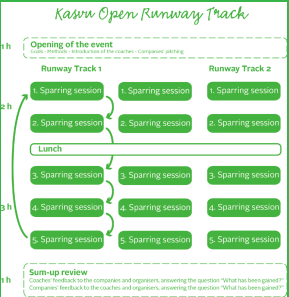 Kasvu Open Runway Track
1 h
Opening of the event
Goals - Methods - Introduction of the coaches - Companies' pitching
Runway Track 1
Runway Track 2
1. Sparring session
1. Sparring session
1. Sparring session
2 h
2. Sparring session
2. Sparring session
2. Sparring session
Lunch
3. Sparring session
3. Sparring session
3. Sparring session
3 h
4. Sparring session
4. Sparring session
4. Sparring session
5. Sparring session
5. Sparring session
5. Sparring session
1 h
Sum-up review
Coaches' feedback to the companies and organisers, answering the question "What has been gained?"
Companies' feedback to the coaches and organisers, answering the question "What has been gained?"